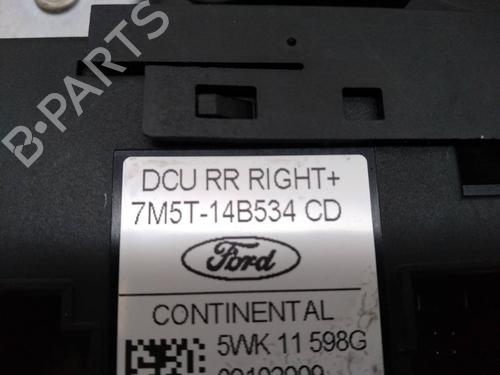 B-PARTS
DCU RR RIGHT+
7M5T-14B534 CD
Ford
CONTINENTAL
5WK 11 598G